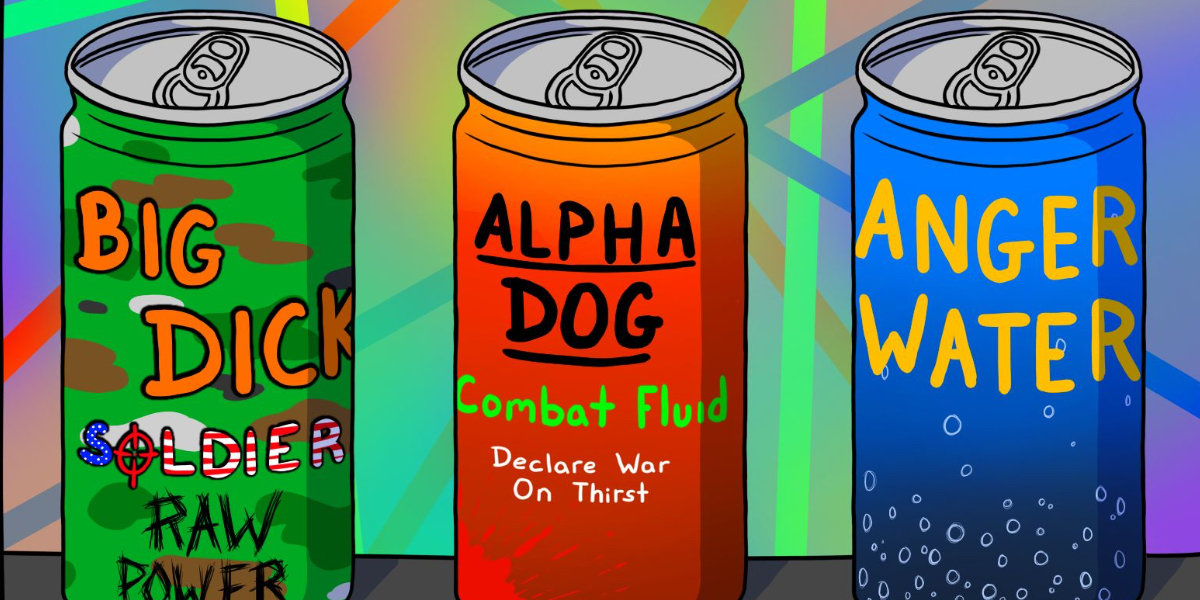 BIG
DICK
SOLDIER
RAW
POWER
ALPHA
DOG
Combat Fluid
Declare War
On Thirst
ANGER
WATER